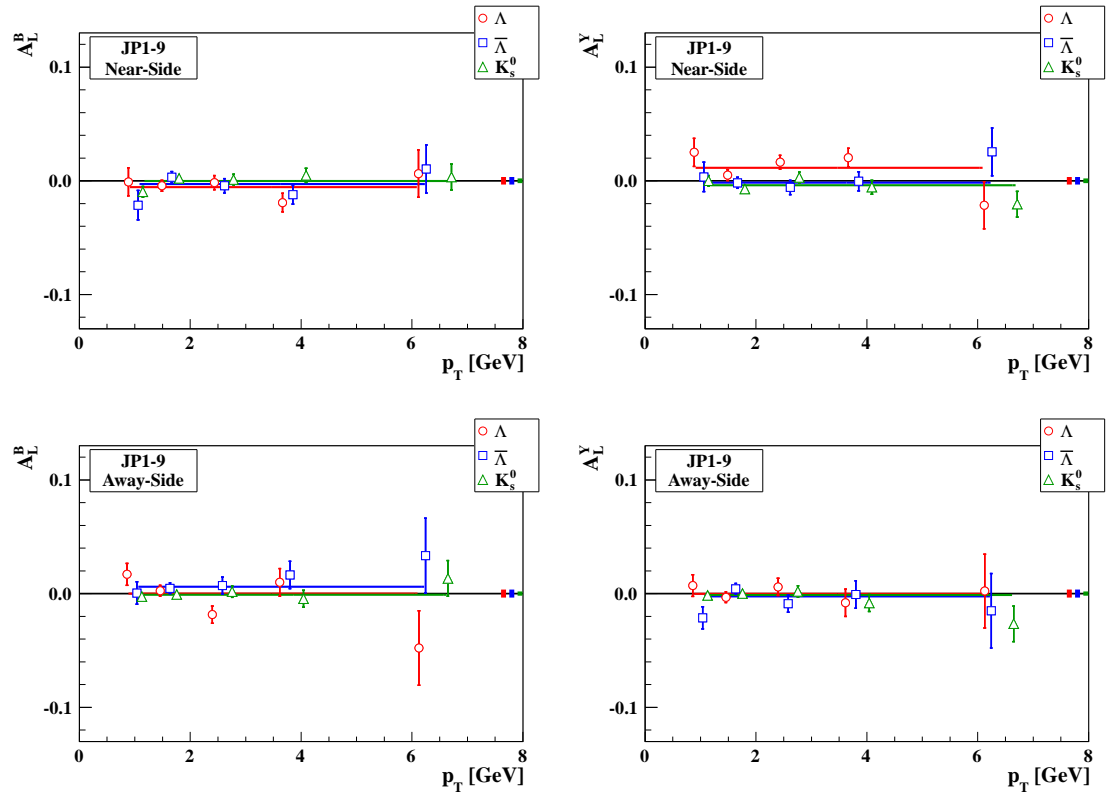 A_L^B
JP1-9
Near-Side
Λ
Λ̅
K_s^0
0.1
0.0
-0.1
0 2 4 6 8
p_T [GeV]
A_L^Y
JP1-9
Near-Side
Λ
Λ̅
K_s^0
0.1
0.0
-0.1
0 2 4 6 8
p_T [GeV]
A_L^B
JP1-9
Away-Side
Λ
Λ̅
K_s^0
0.1
0.0
-0.1
0 2 4 6 8
p_T [GeV]
A_L^Y
JP1-9
Away-Side
Λ
Λ̅
K_s^0
0.1
0.0
-0.1
0 2 4 6 8
p_T [GeV]